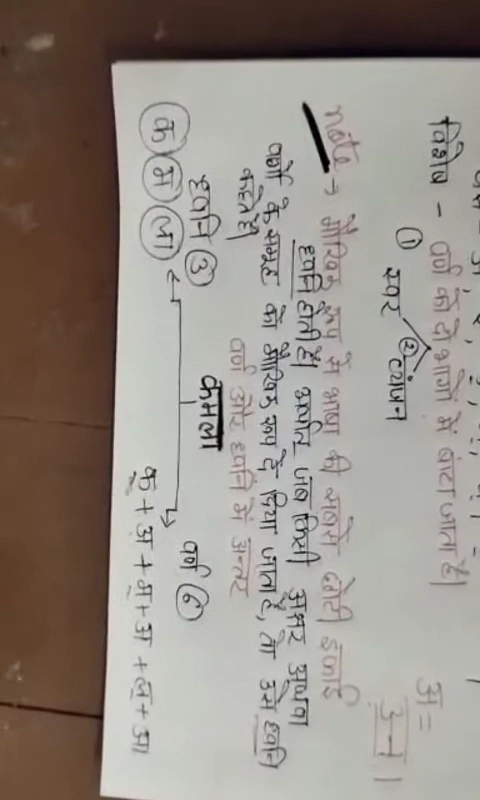 विशेष - वर्ण को दो भागों में बांटा जाता है।
① स्वर ② व्यंजन
अ =
note → मौखिक रूप में भाषा की सबसे छोटी इकाई
ध्वनि होती है। अर्थात जब किसी अक्षर अथवा
वर्णों के समूह को मौखिक रूप दे दिया जाता है, तो उसे ध्वनि
कहते है।
वर्ण और ध्वनि में अन्तर
कमला
ध्वनि ③
वर्ण ⑥
क म ला
क् + अ + म् + अ + ल् + आ